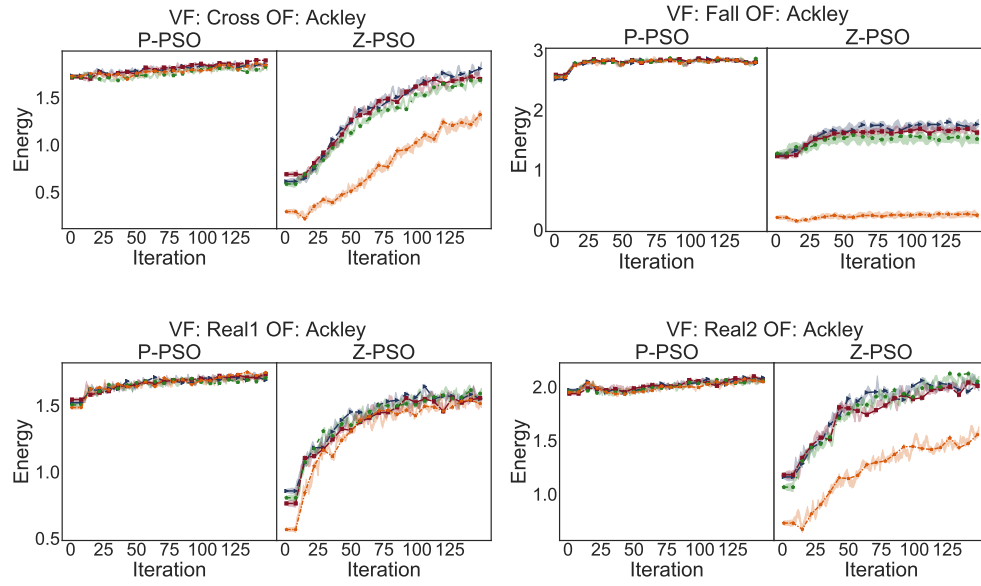 VF: Cross OF: Ackley
P-PSO Z-PSO
Energy
1.5
1.0
0.5
0 25 50 75 100 125 0 25 50 75 100 125
Iteration Iteration
VF: Fall OF: Ackley
P-PSO Z-PSO
Energy
3
2
1
0
0 25 50 75 100 125 0 25 50 75 100 125
Iteration Iteration
VF: Real1 OF: Ackley
P-PSO Z-PSO
Energy
1.5
1.0
0.5
0 25 50 75 100 125 0 25 50 75 100 125
Iteration Iteration
VF: Real2 OF: Ackley
P-PSO Z-PSO
Energy
2.0
1.5
1.0
0 25 50 75 100 125 0 25 50 75 100 125
Iteration Iteration